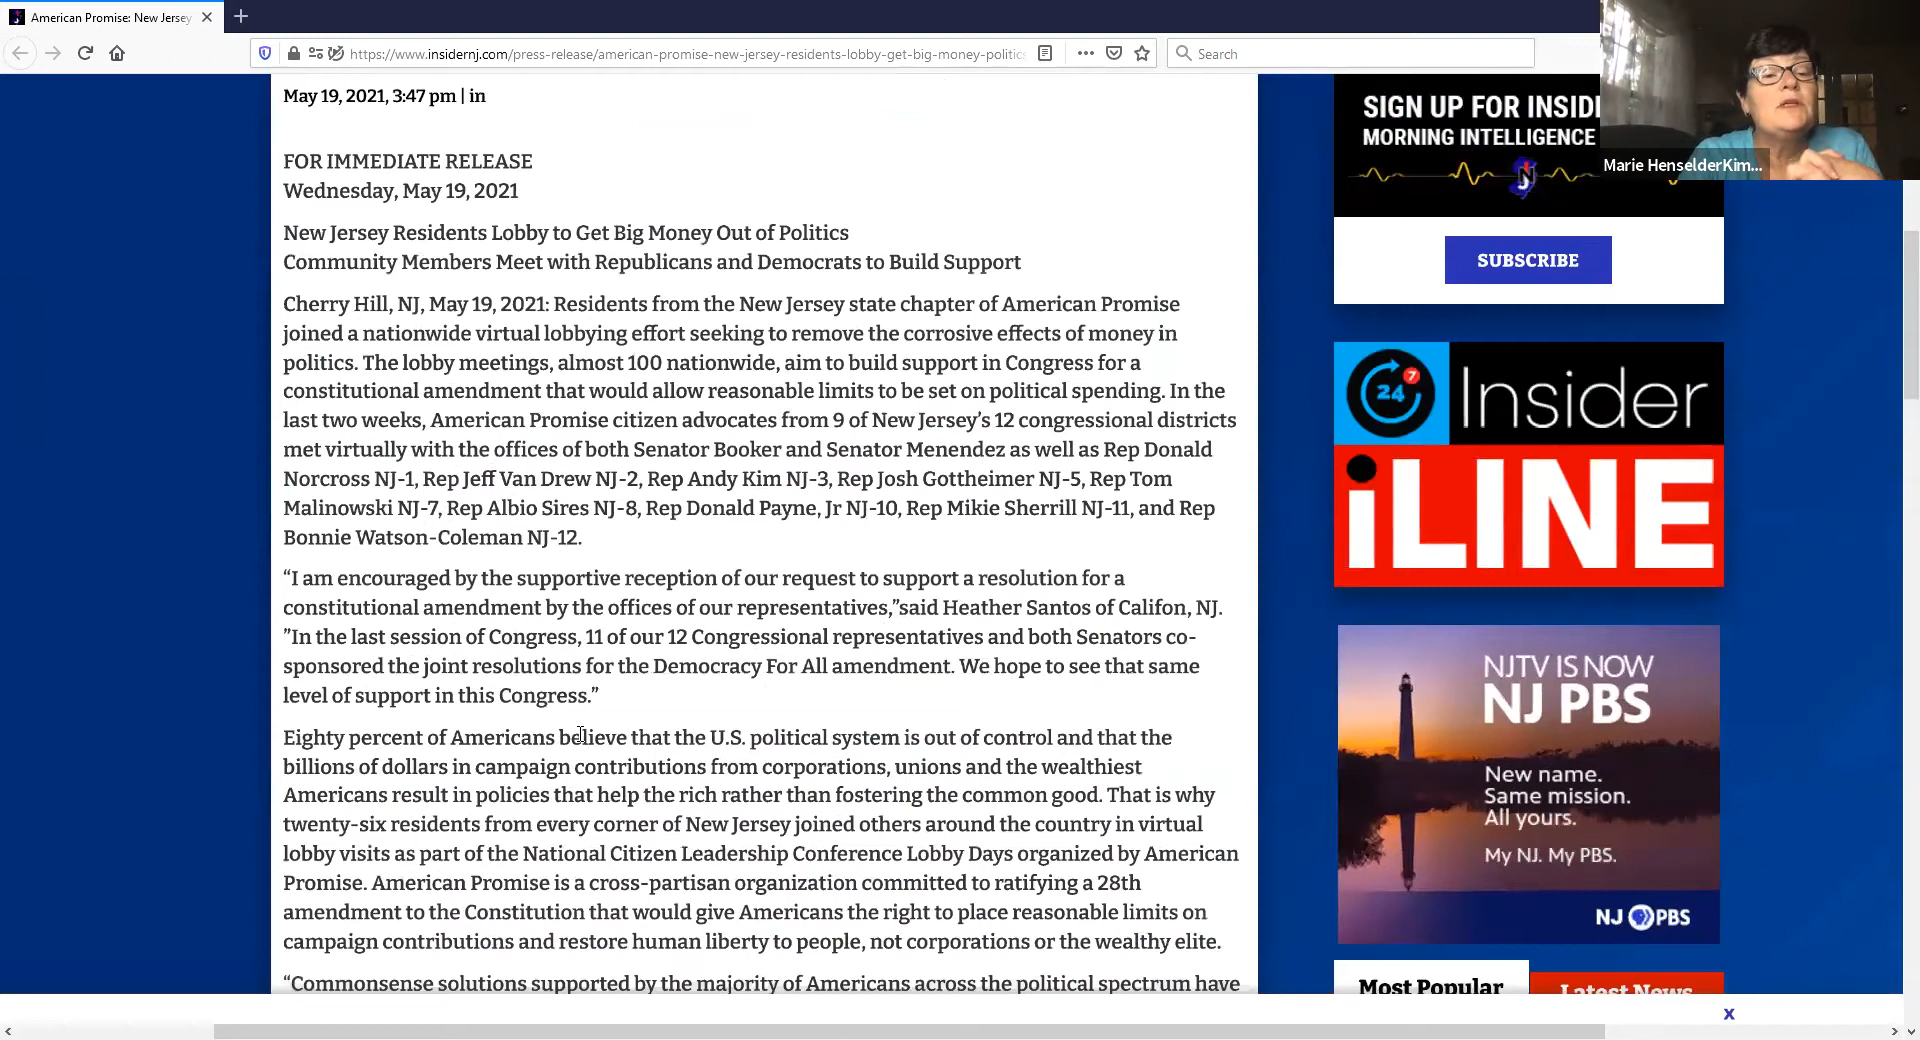 American Promise: New Jersey
https://www.insidernj.com/press-release/american-promise-new-jersey-residents-lobby-get-big-money-politics
Search
May 19, 2021, 3:47 pm | in
FOR IMMEDIATE RELEASE
Wednesday, May 19, 2021
New Jersey Residents Lobby to Get Big Money Out of Politics
Community Members Meet with Republicans and Democrats to Build Support
Cherry Hill, NJ, May 19, 2021: Residents from the New Jersey state chapter of American Promise
joined a nationwide virtual lobbying effort seeking to remove the corrosive effects of money in
politics. The lobby meetings, almost 100 nationwide, aim to build support in Congress for a
constitutional amendment that would allow reasonable limits to be set on political spending. In the
last two weeks, American Promise citizen advocates from 9 of New Jersey’s 12 congressional districts
met virtually with the offices of both Senator Booker and Senator Menendez as well as Rep Donald
Norcross NJ-1, Rep Jeff Van Drew NJ-2, Rep Andy Kim NJ-3, Rep Josh Gottheimer NJ-5, Rep Tom
Malinowski NJ-7, Rep Albio Sires NJ-8, Rep Donald Payne, Jr NJ-10, Rep Mikie Sherrill NJ-11, and Rep
Bonnie Watson-Coleman NJ-12.
“I am encouraged by the supportive reception of our request to support a resolution for a
constitutional amendment by the offices of our representatives,”said Heather Santos of Califon, NJ.
”In the last session of Congress, 11 of our 12 Congressional representatives and both Senators co-
sponsored the joint resolutions for the Democracy For All amendment. We hope to see that same
level of support in this Congress.”
Eighty percent of Americans believe that the U.S. political system is out of control and that the
billions of dollars in campaign contributions from corporations, unions and the wealthiest
Americans result in policies that help the rich rather than fostering the common good. That is why
twenty-six residents from every corner of New Jersey joined others around the country in virtual
lobby visits as part of the National Citizen Leadership Conference Lobby Days organized by American
Promise. American Promise is a cross-partisan organization committed to ratifying a 28th
amendment to the Constitution that would give Americans the right to place reasonable limits on
campaign contributions and restore human liberty to people, not corporations or the wealthy elite.
“Commonsense solutions supported by the majority of Americans across the political spectrum have
SIGN UP FOR INSID
MORNING INTELLIGENCE
NJ
Marie HenselderKim...
SUBSCRIBE
24 7
Insider
iLINE
NJTV IS NOW
NJ PBS
New name.
Same mission.
All yours.
My NJ. My PBS.
NJ PBS
Most Popular
Latest News
X